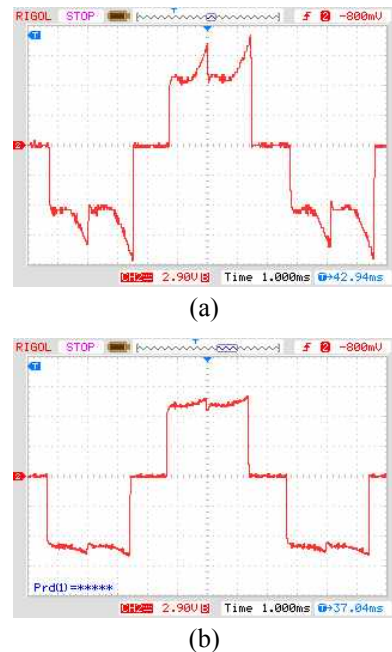 RIGOL STOP T f 2 -800mV
T
2
CH2 2.90V B Time 1.000ms T→42.94ms
(a)
RIGOL STOP T f 2 -800mV
T
2
Prd(1)=*****
CH2 2.90V B Time 1.000ms T→37.04ms
(b)